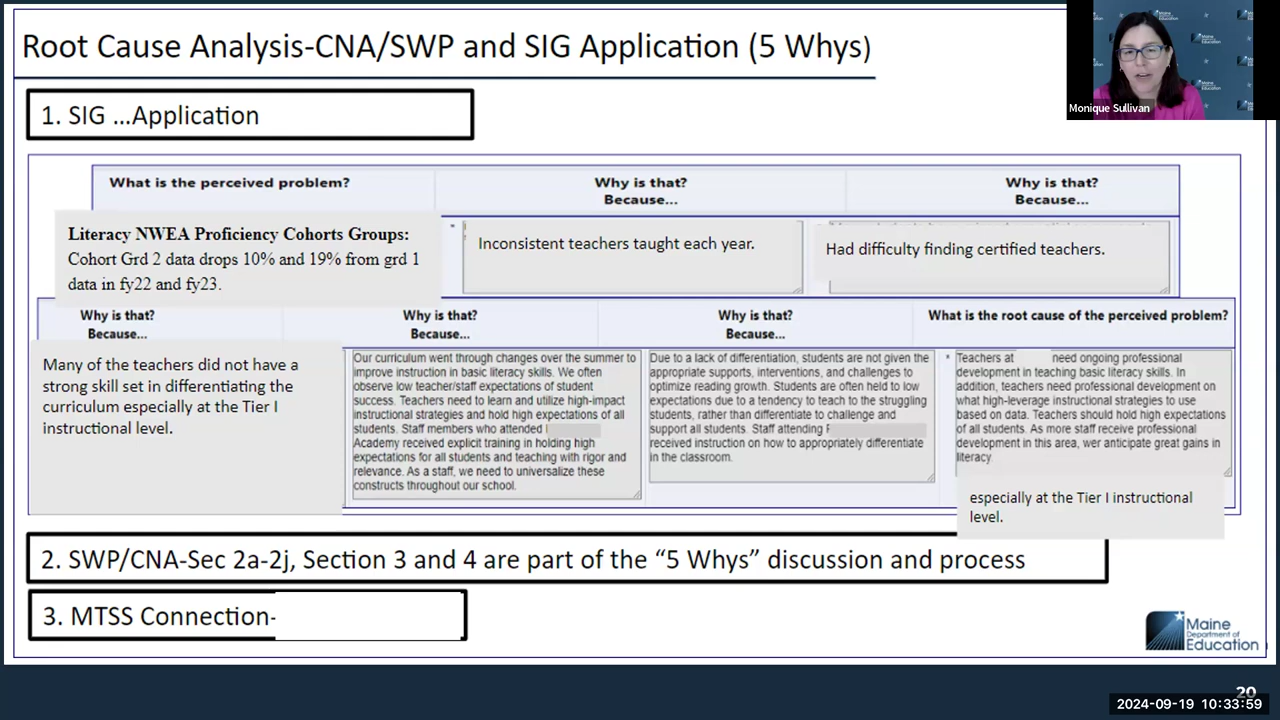 Root Cause Analysis-CNA/SWP and SIG Application (5 Whys)
Maine
Education
Monique Sullivan
1. SIG ...Application
What is the perceived problem?
Why is that?
Because...
Why is that?
Because...
Literacy NWEA Proficiency Cohorts Groups:
Cohort Grd 2 data drops 10% and 19% from grd 1
data in fy22 and fy23.
Inconsistent teachers taught each year.
Had difficulty finding certified teachers.
Why is that?
Because...
Why is that?
Because...
Why is that?
Because...
What is the root cause of the perceived problem?
Many of the teachers did not have a
strong skill set in differentiating the
curriculum especially at the Tier I
instructional level.
Our curriculum went through changes over the summer to
improve instruction in basic literacy skills. We often
observe low teacher/staff expectations of student
success. Teachers need to learn and utilize high-impact
instructional strategies and hold high expectations of all
students. Staff members who attended
Academy received explicit training in holding high
expectations for all students and teaching with rigor and
relevance. As a staff, we need to universalize these
constructs throughout our school.
Due to a lack of differentiation, students are not given the
appropriate supports, interventions, and challenges to
optimize reading growth. Students are often held to low
expectations due to a tendency to teach to the struggling
students, rather than differentiate to challenge and
support all students. Staff attending
received instruction on how to appropriately differentiate
in the classroom.
Teachers at need ongoing professional
development in teaching basic literacy skills. In
addition, teachers need professional development on
what high-leverage instructional strategies to use
based on data. Teachers should hold high expectations
of all students. As more staff receive professional
development in this area, wer anticipate great gains in
literacy.
especially at the Tier I instructional
level.
2. SWP/CNA-Sec 2a-2j, Section 3 and 4 are part of the “5 Whys” discussion and process
3. MTSS Connection-
Maine
Department of
Education
20
2024-09-19 10:33:59